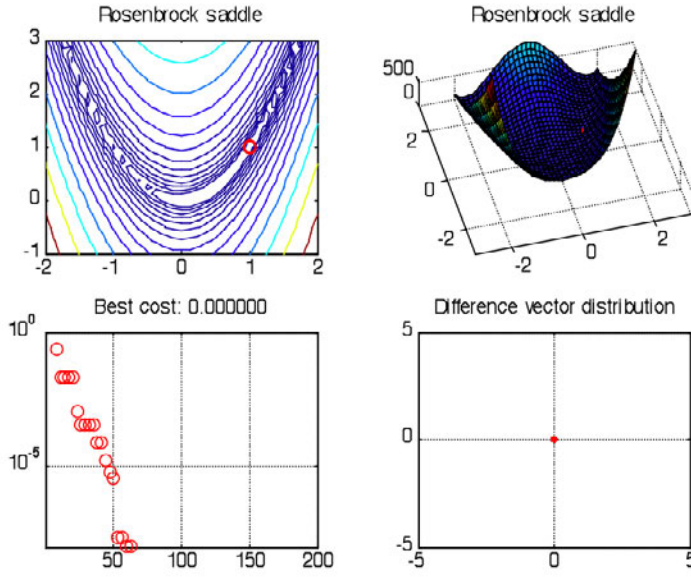 Rosenbrock saddle
3
2
1
0
-1
-2 -1 0 1 2
Rosenbrock saddle
500
0
2
0
-2
-2 0 2
Best cost: 0.000000
10^0
10^-5
50 100 150 200
Difference vector distribution
5
0
-5
-5 0 5